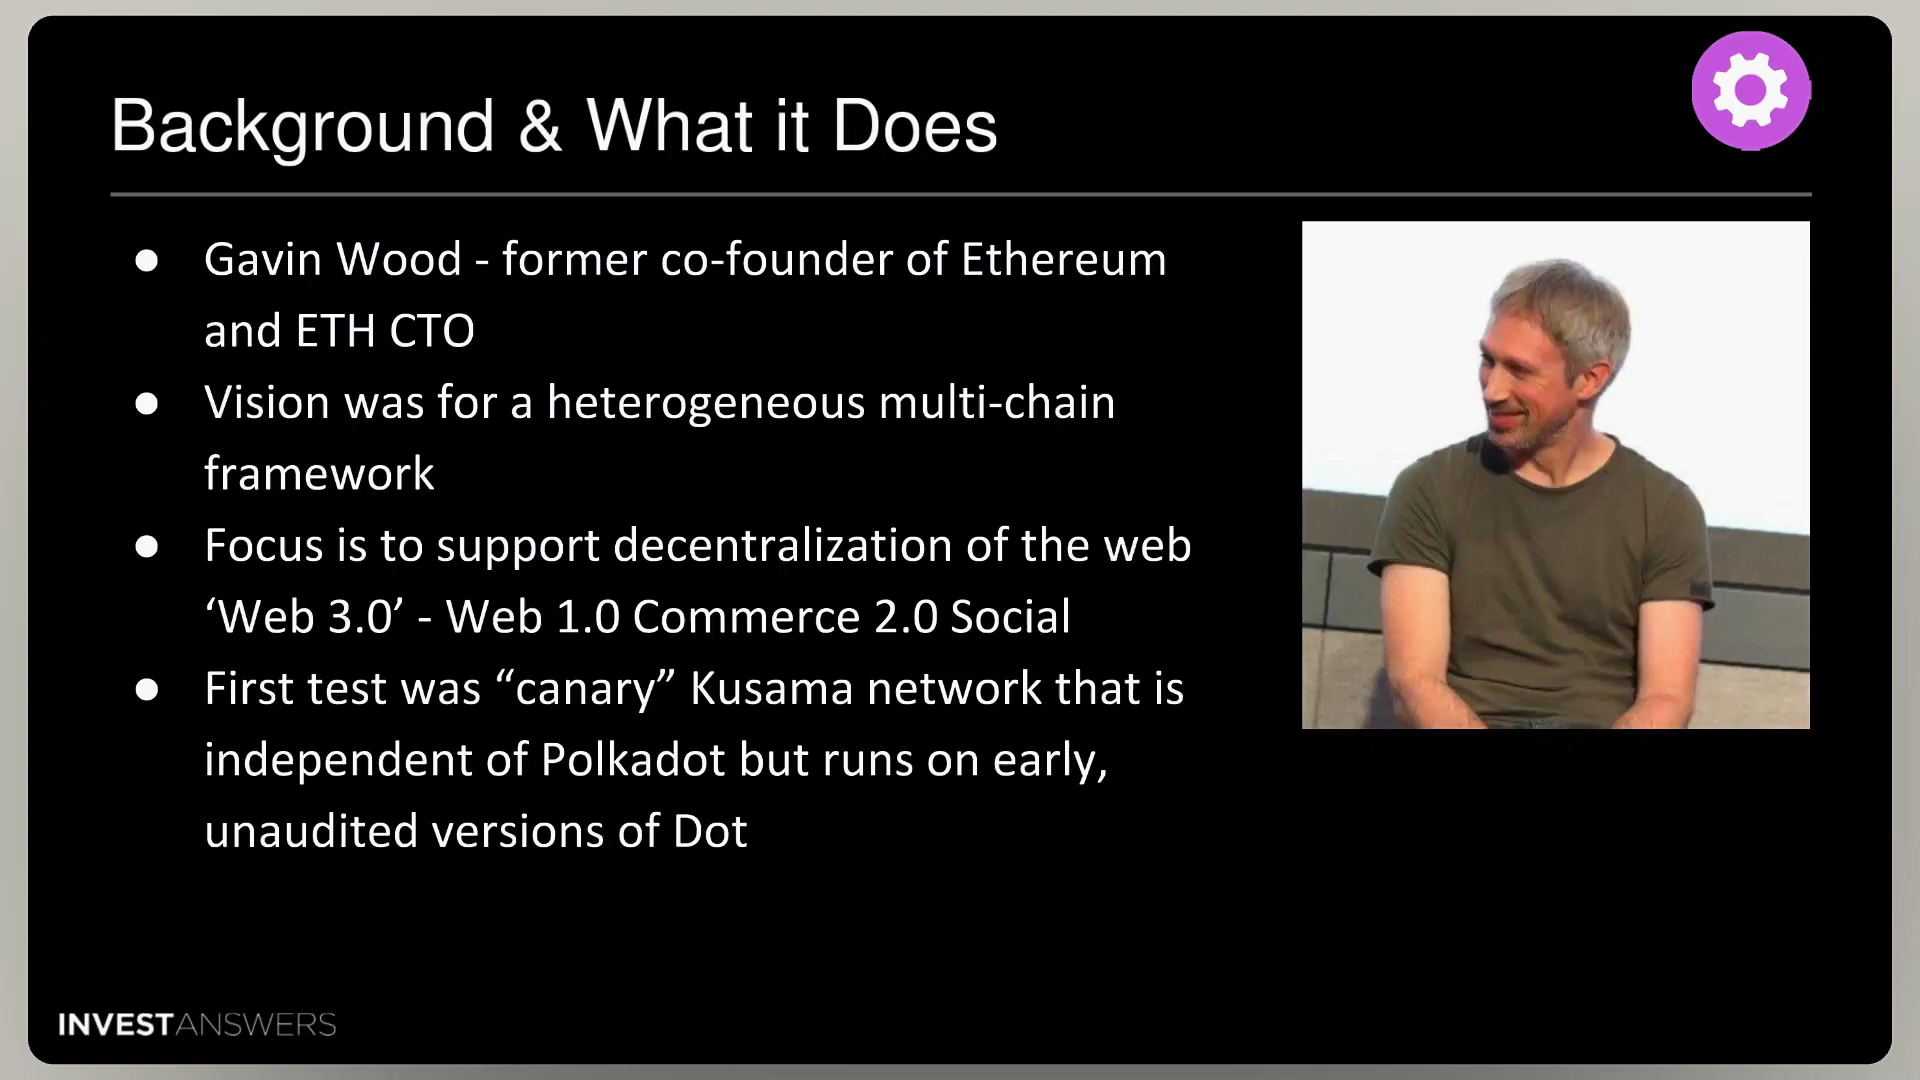 Background & What it Does
● Gavin Wood - former co-founder of Ethereum
and ETH CTO
● Vision was for a heterogeneous multi-chain
framework
● Focus is to support decentralization of the web
‘Web 3.0’ - Web 1.0 Commerce 2.0 Social
● First test was “canary” Kusama network that is
independent of Polkadot but runs on early,
unaudited versions of Dot
INVESTANSWERS